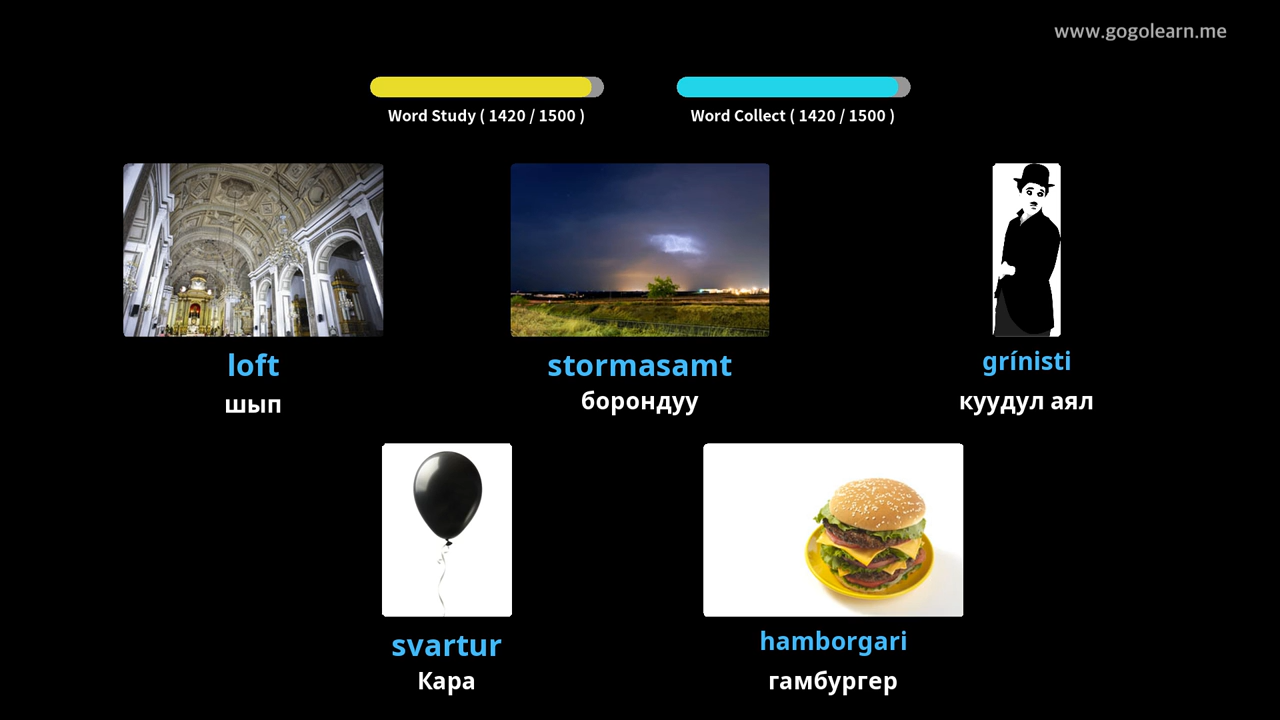 www.gogolearn.me
Word Study ( 1420 / 1500 )
Word Collect ( 1420 / 1500 )
loft
шып
stormasamt
борондуу
grínisti
куудул аял
svartur
Кара
hamborgari
гамбургер